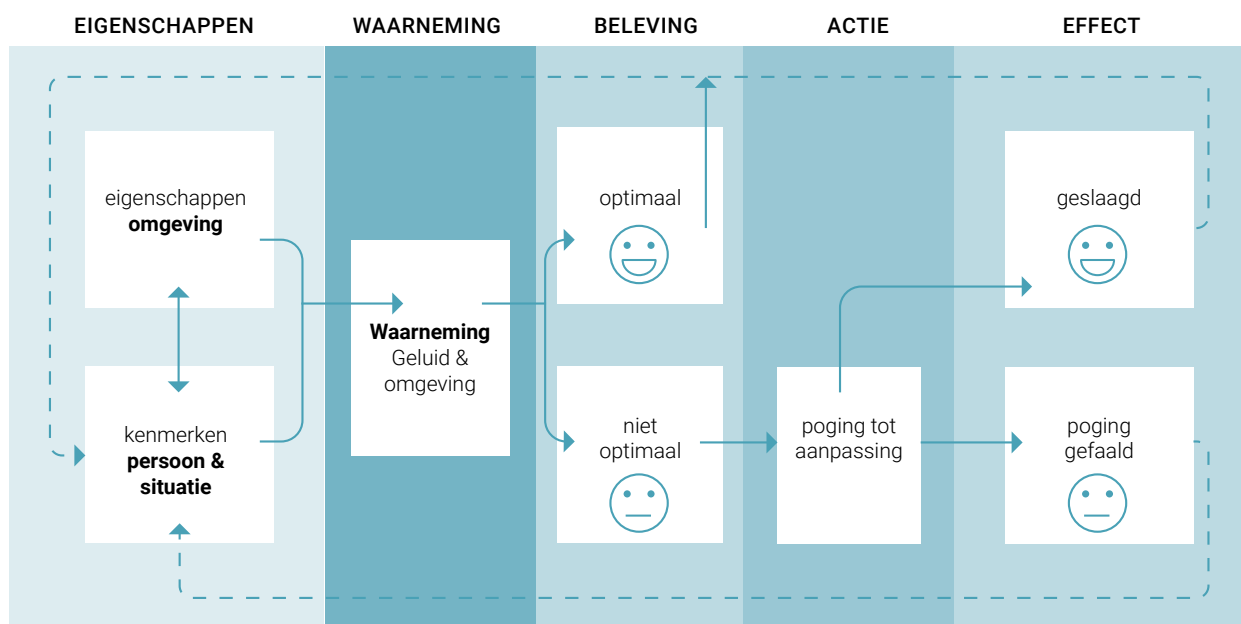 EIGENSCHAPPEN
WAARNEMING
BELEVING
ACTIE
EFFECT
eigenschappen
omgeving
kenmerken
persoon &
situatie
Waarneming
Geluid &
omgeving
optimaal
niet
optimaal
poging tot
aanpassing
geslaagd
poging
gefaald